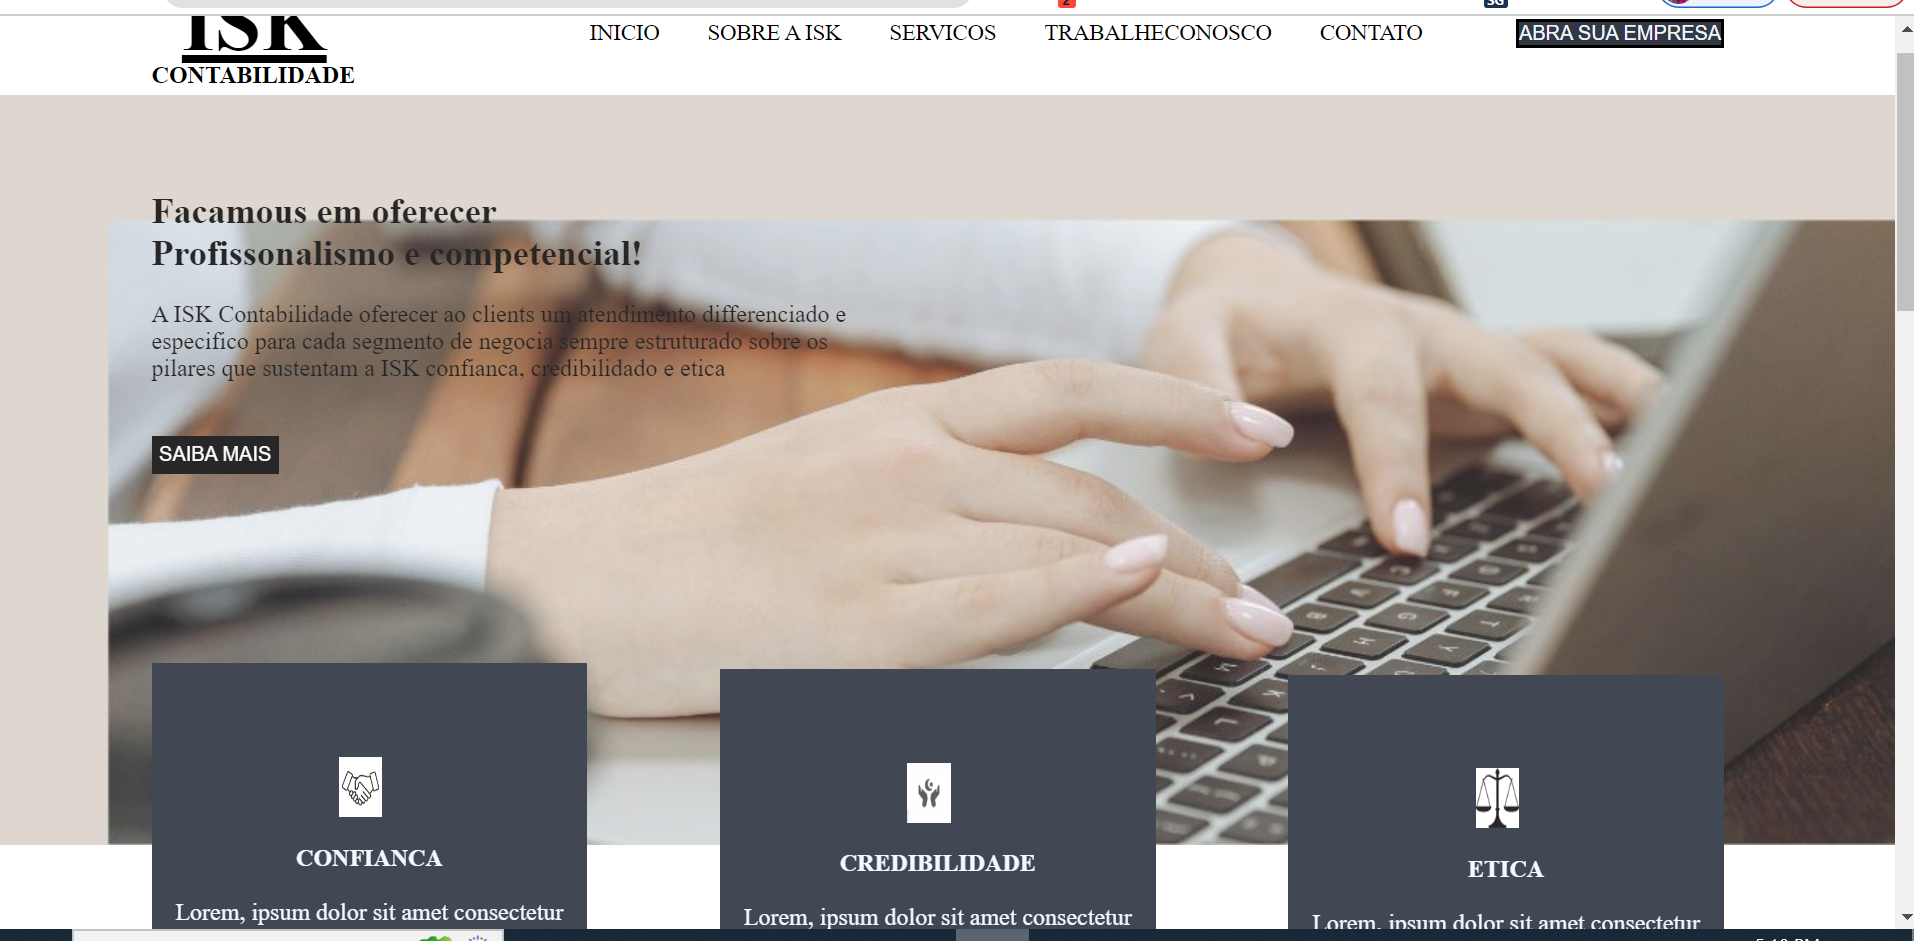 2
SG
ISK
CONTABILIDADE
INICIO SOBRE A ISK SERVICOS TRABALHECONOSCO CONTATO ABRA SUA EMPRESA
Facamous em oferecer
Profissonalismo e competencial!
A ISK Contabilidade oferecer ao clients um atendimento differenciado e
especifico para cada segmento de negocia sempre estruturado sobre os
pilares que sustentam a ISK confianca, credibilidado e etica
SAIBA MAIS
CONFIANCA
Lorem, ipsum dolor sit amet consectetur
CREDIBILIDADE
Lorem, ipsum dolor sit amet consectetur
ETICA
Lorem, ipsum dolor sit amet consectetur